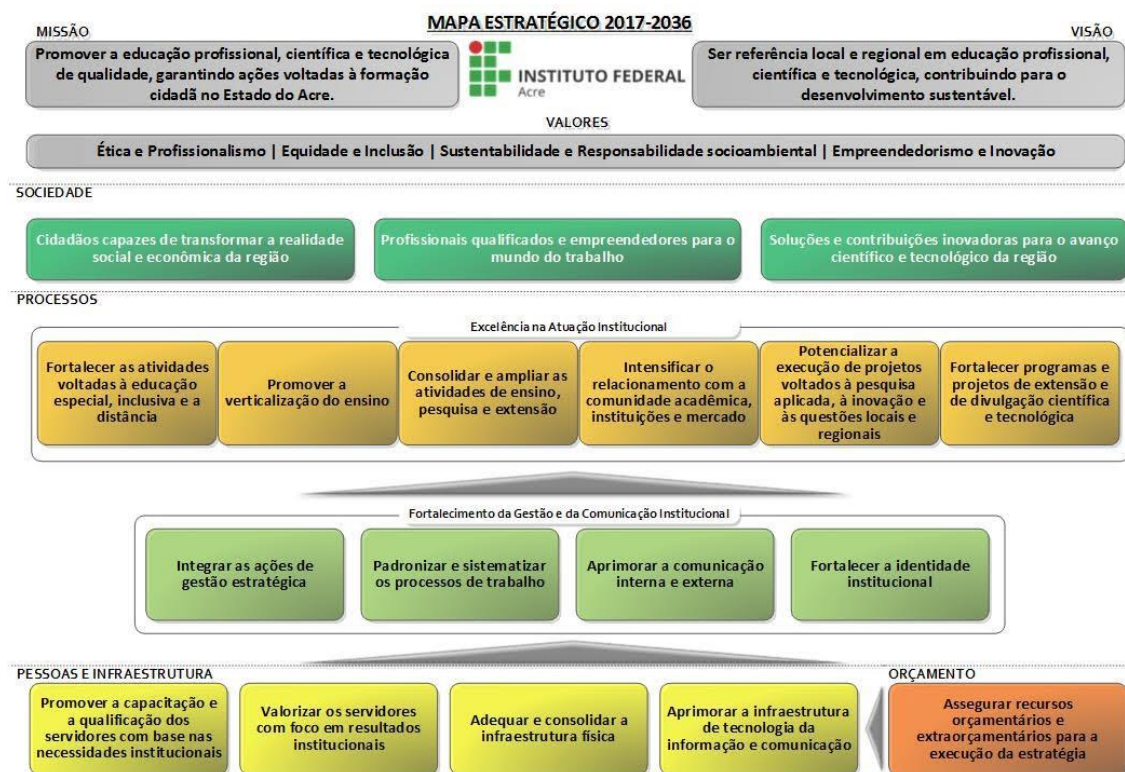 MAPA ESTRATÉGICO 2017-2036
MISSÃO
Promover a educação profissional, científica e tecnológica
de qualidade, garantindo ações voltadas à formação
cidadã no Estado do Acre.
INSTITUTO FEDERAL
Acre
VISÃO
Ser referência local e regional em educação profissional,
científica e tecnológica, contribuindo para o
desenvolvimento sustentável.
VALORES
Ética e Profissionalismo | Equidade e Inclusão | Sustentabilidade e Responsabilidade socioambiental | Empreendedorismo e Inovação
SOCIEDADE
Cidadãos capazes de transformar a realidade
social e econômica da região
Profissionais qualificados e empreendedores para o
mundo do trabalho
Soluções e contribuições inovadoras para o avanço
científico e tecnológico da região
PROCESSOS
Excelência na Atuação Institucional
Fortalecer as atividades
voltadas à educação
especial, inclusiva e a
distância
Promover a
verticalização do ensino
Consolidar e ampliar as
atividades de ensino,
pesquisa e extensão
Intensificar o
relacionamento com a
comunidade acadêmica,
instituições e mercado
Potencializar a
execução de projetos
voltados à pesquisa
aplicada, à inovação e
às questões locais e
regionais
Fortalecer programas e
projetos de extensão e
de divulgação científica
e tecnológica
Fortalecimento da Gestão e da Comunicação Institucional
Integrar as ações de
gestão estratégica
Padronizar e sistematizar
os processos de trabalho
Aprimorar a comunicação
interna e externa
Fortalecer a identidade
institucional
PESSOAS E INFRAESTRUTURA
Promover a capacitação e
a qualificação dos
servidores com base nas
necesidades institucionais
Valorizar os servidores
com foco em resultados
institucionais
Adequar e consolidar a
infraestrutura física
Aprimorar a infraestrutura
de tecnologia da
informação e comunicação
ORÇAMENTO
Assegurar recursos
orçamentários e
extraorçamentários para a
execução da estratégia